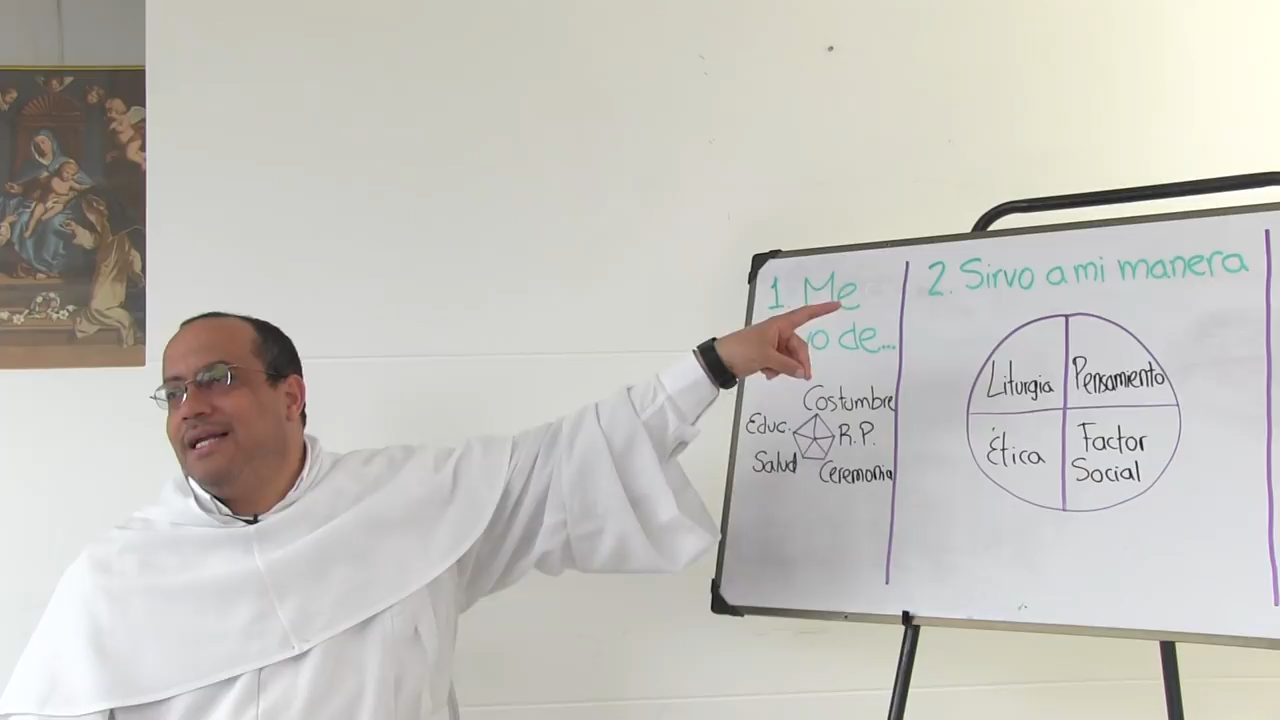 1. Me
de...
Costumbre
Educ.
R.P.
Salud
Ceremonia
2. Sirvo a mi manera
Liturgia
Pensamiento
Ética
Factor
Social